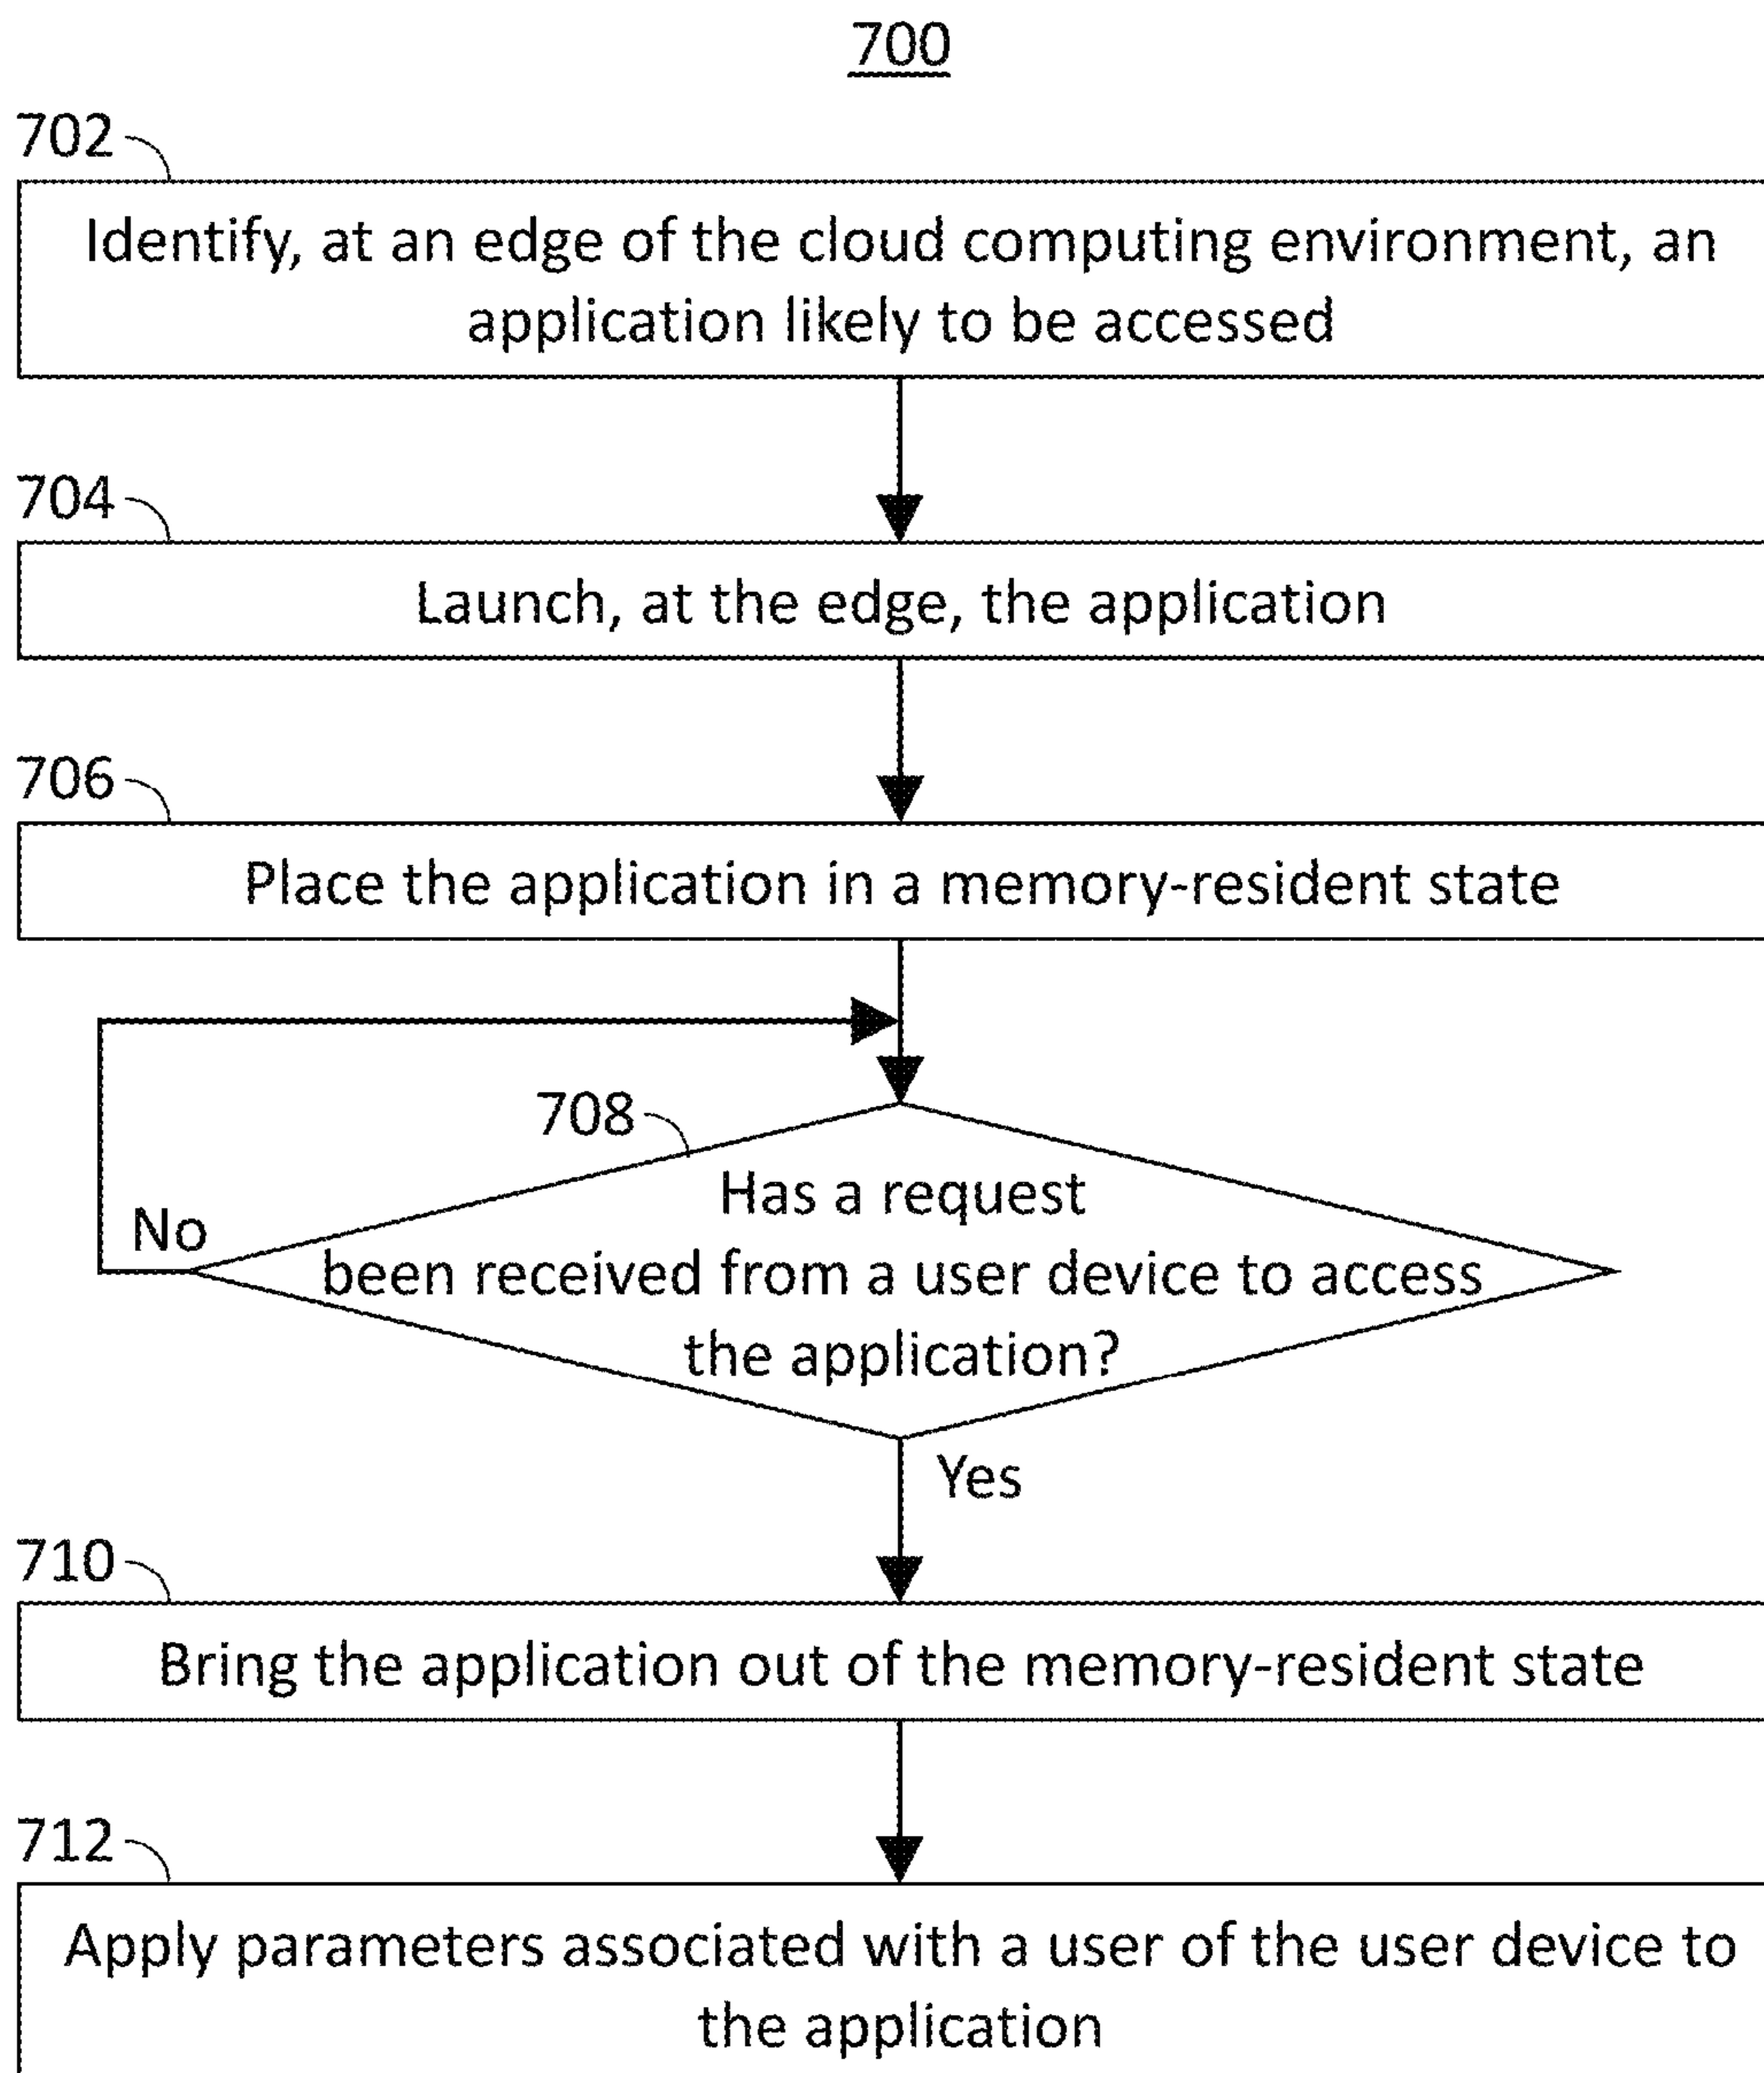 700
702
Identify, at an edge of the cloud computing environment, an
application likely to be accessed
704
Launch, at the edge, the application
706
Place the application in a memory-resident state
708
Has a request
been received from a user device to access
the application?
No
Yes
710
Bring the application out of the memory-resident state
712
Apply parameters associated with a user of the user device to
the application